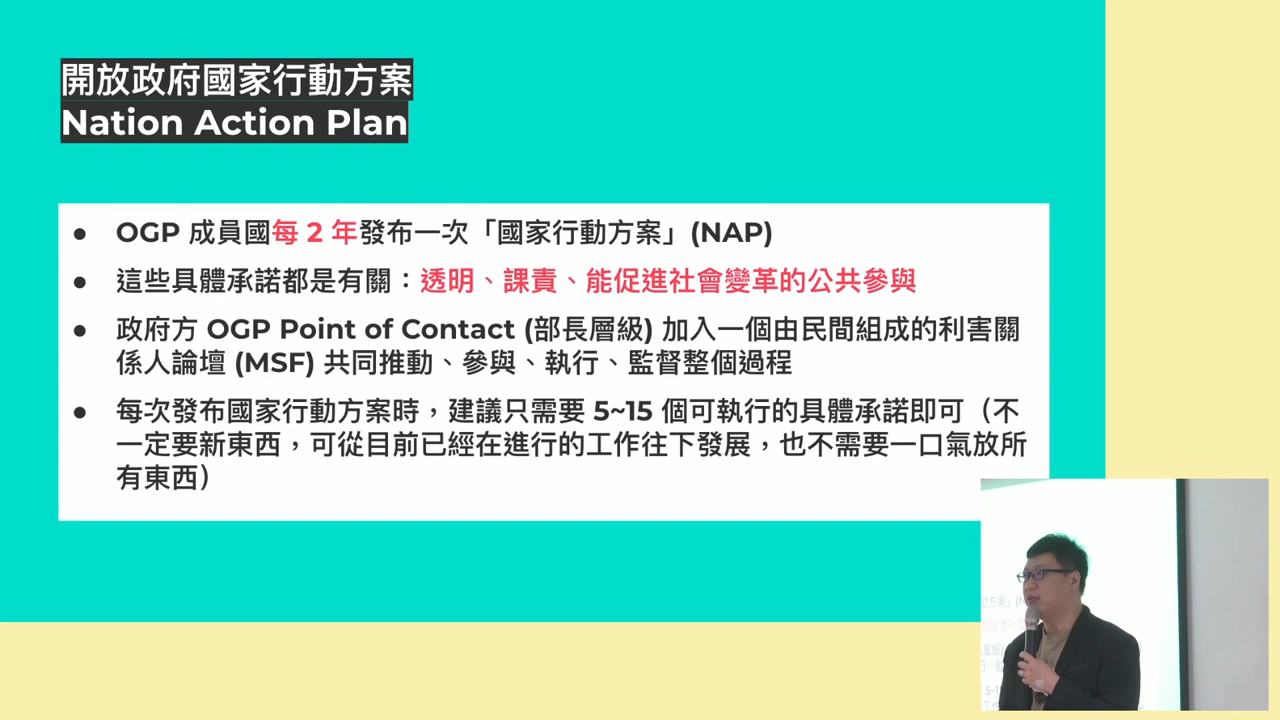 開放政府國家行動方案
Nation Action Plan
● OGP 成員國每 2 年發布一次「國家行動方案」(NAP)
● 這些具體承諾都是有關：透明、課責、能促進社會變革的公共參與
● 政府方 OGP Point of Contact (部長層級) 加入一個由民間組成的利害關
係人論壇 (MSF) 共同推動、參與、執行、監督整個過程
● 每次發布國家行動方案時，建議只需要 5~15 個可執行的具體承諾即可（不
一定要新東西，可從目前已經在進行的工作往下發展，也不需要一口氣放所
有東西）